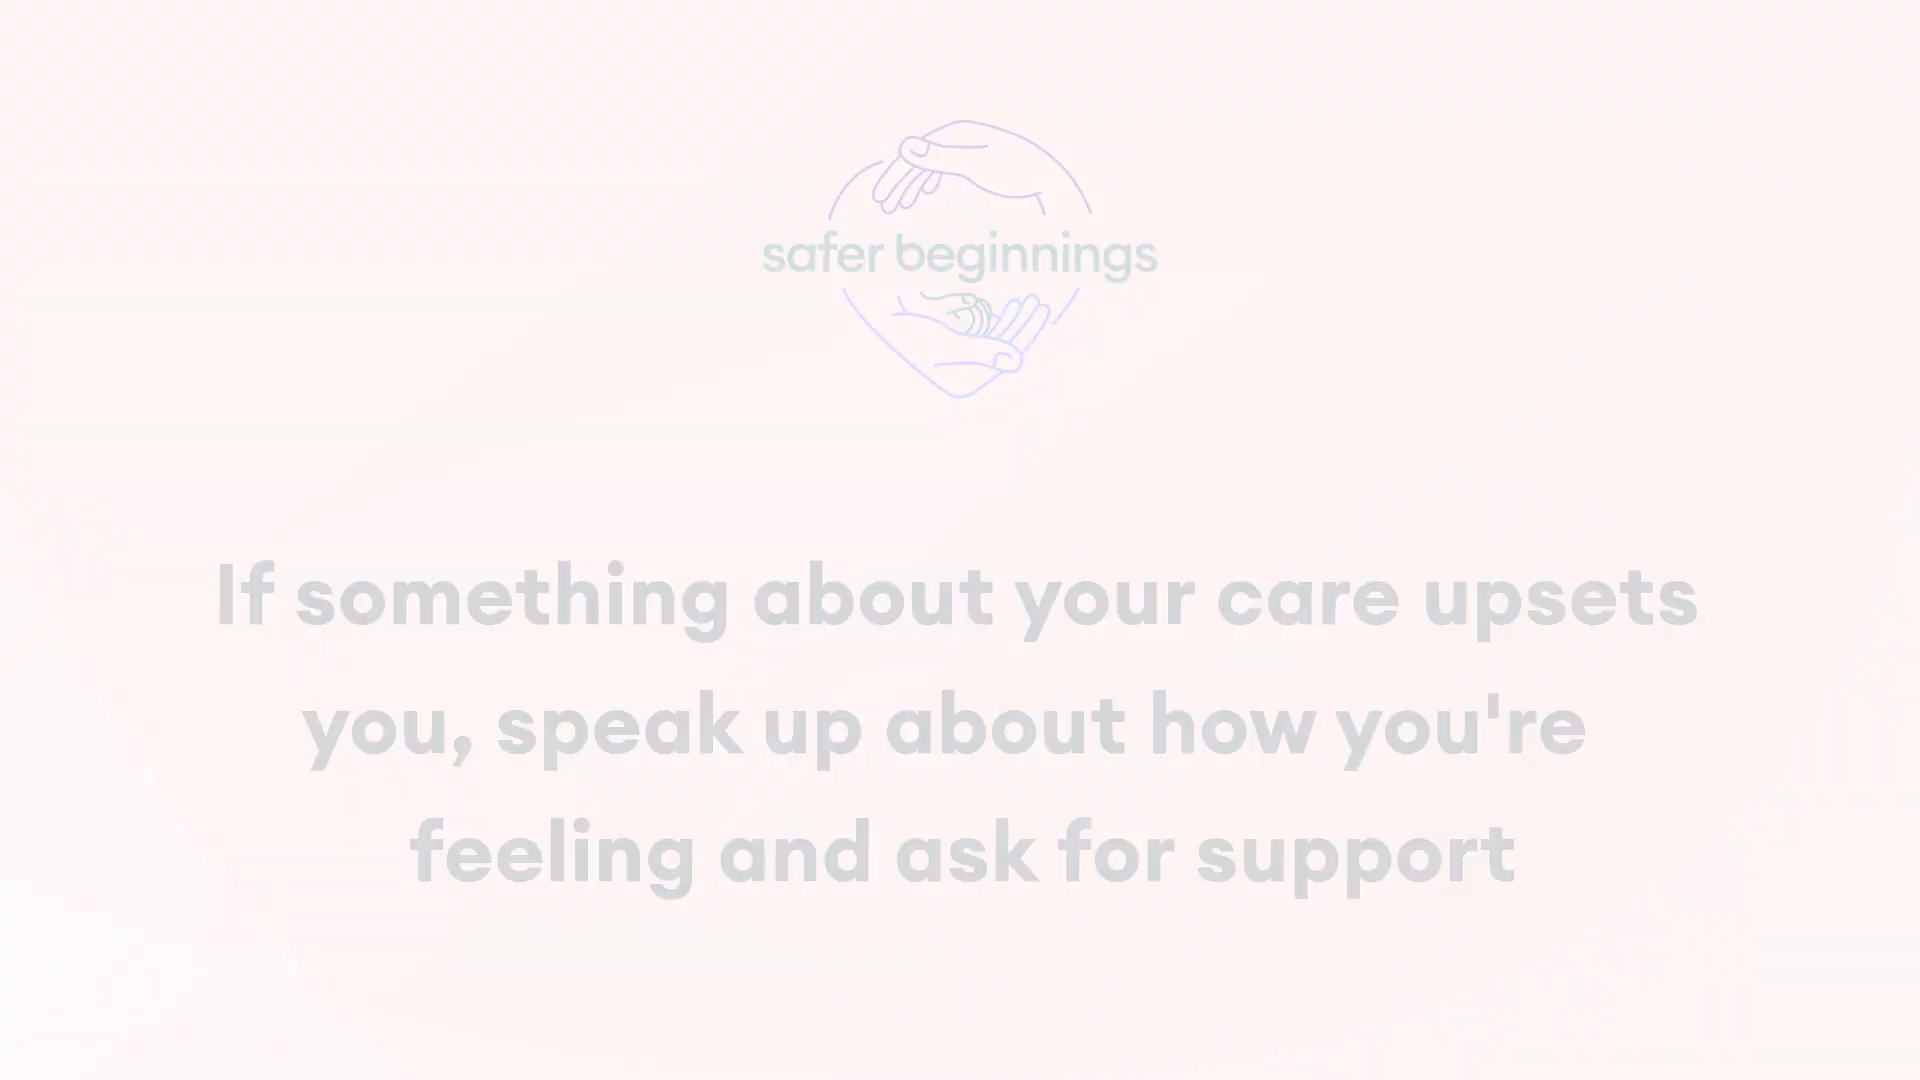 safer beginnings
If something about your care upsets
you, speak up about how you're
feeling and ask for support